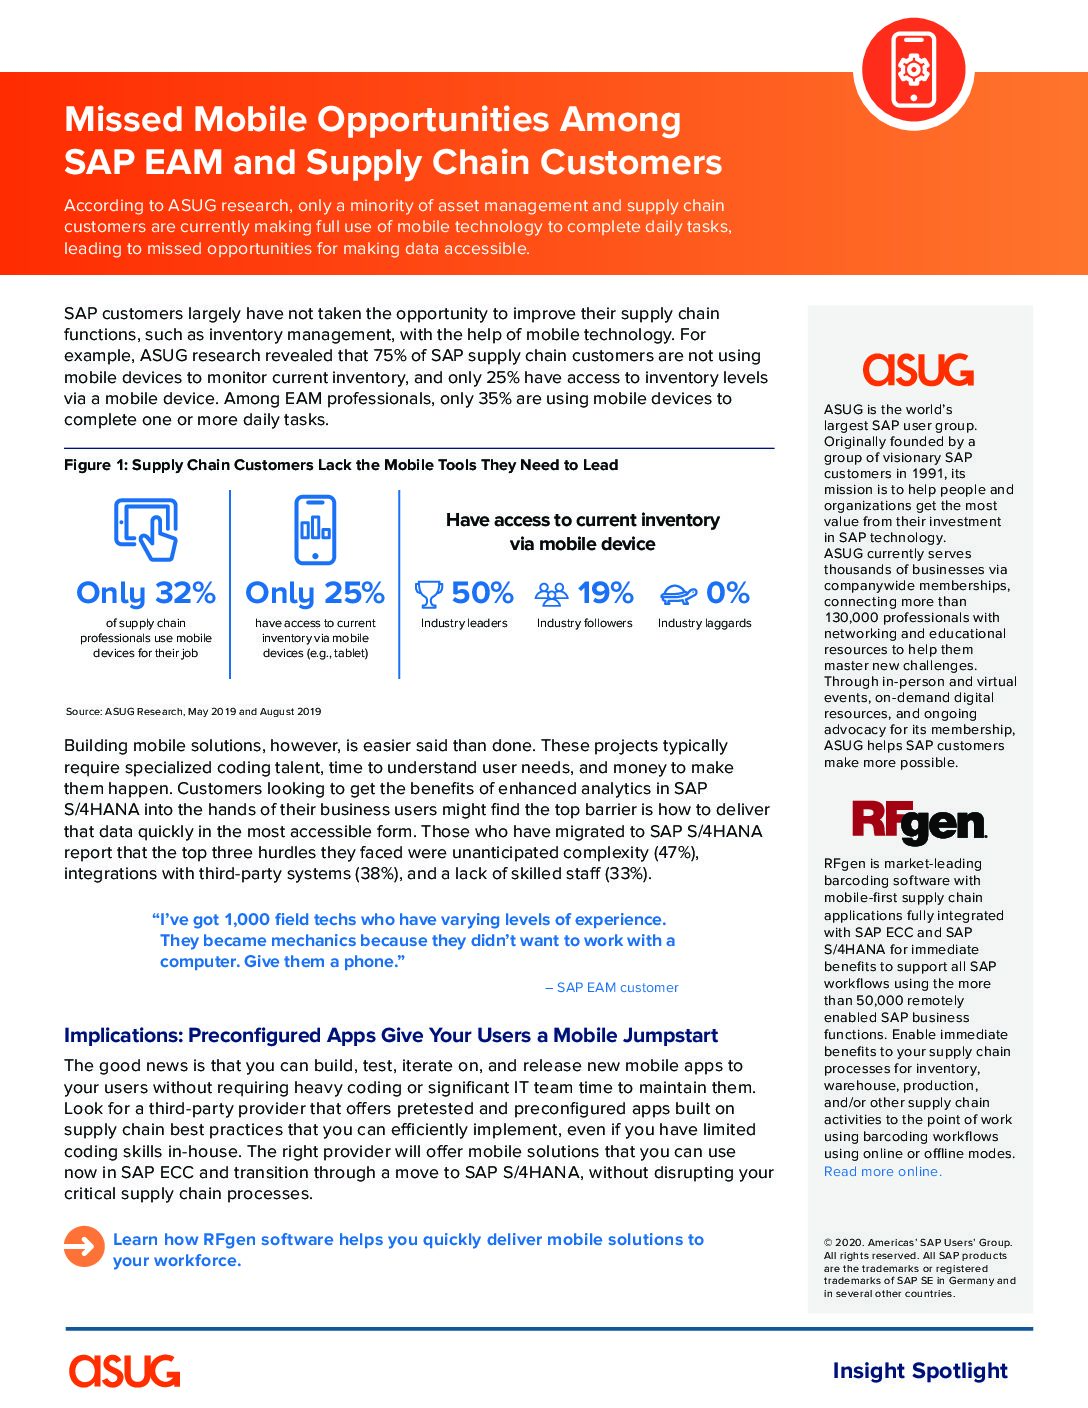 Missed Mobile Opportunities Among
SAP EAM and Supply Chain Customers
According to ASUG research, only a minority of asset management and supply chain
customers are currently making full use of mobile technology to complete daily tasks,
leading to missed opportunities for making data accessible.
SAP customers largely have not taken the opportunity to improve their supply chain
functions, such as inventory management, with the help of mobile technology. For
example, ASUG research revealed that 75% of SAP supply chain customers are not using
mobile devices to monitor current inventory, and only 25% have access to inventory levels
via a mobile device. Among EAM professionals, only 35% are using mobile devices to
complete one or more daily tasks.
Figure 1: Supply Chain Customers Lack the Mobile Tools They Need to Lead
Only 32%
of supply chain
professionals use mobile
devices for their job
Only 25%
have access to current
inventory via mobile
devices (e.g., tablet)
Have access to current inventory
via mobile device
50%
Industry leaders
19%
Industry followers
0%
Industry laggards
Source: ASUG Research, May 2019 and August 2019
Building mobile solutions, however, is easier said than done. These projects typically
require specialized coding talent, time to understand user needs, and money to make
them happen. Customers looking to get the benefits of enhanced analytics in SAP
S/4HANA into the hands of their business users might find the top barrier is how to deliver
that data quickly in the most accessible form. Those who have migrated to SAP S/4HANA
report that the top three hurdles they faced were unanticipated complexity (47%),
integrations with third-party systems (38%), and a lack of skilled staff (33%).
“I’ve got 1,000 field techs who have varying levels of experience.
They became mechanics because they didn’t want to work with a
computer. Give them a phone.”
– SAP EAM customer
Implications: Preconfigured Apps Give Your Users a Mobile Jumpstart
The good news is that you can build, test, iterate on, and release new mobile apps to
your users without requiring heavy coding or significant IT team time to maintain them.
Look for a third-party provider that offers pretested and preconfigured apps built on
supply chain best practices that you can efficiently implement, even if you have limited
coding skills in-house. The right provider will offer mobile solutions that you can use
now in SAP ECC and transition through a move to SAP S/4HANA, without disrupting your
critical supply chain processes.
Learn how RFgen software helps you quickly deliver mobile solutions to
your workforce.
asug
ASUG is the world’s
largest SAP user group.
Originally founded by a
group of visionary SAP
customers in 1991, its
mission is to help people and
organizations get the most
value from their investment
in SAP technology.
ASUG currently serves
thousands of businesses via
companywide memberships,
connecting more than
130,000 professionals with
networking and educational
resources to help them
master new challenges.
Through in-person and virtual
events, on-demand digital
resources, and ongoing
advocacy for its membership,
ASUG helps SAP customers
make more possible.
RFgen.
RFgen is market-leading
barcoding software with
mobile-first supply chain
applications fully integrated
with SAP ECC and SAP
S/4HANA for immediate
benefits to support all SAP
workflows using the more
than 50,000 remotely
enabled SAP business
functions. Enable immediate
benefits to your supply chain
processes for inventory,
warehouse, production,
and/or other supply chain
activities to the point of work
using barcoding workflows
using online or offline modes.
Read more online.
© 2020. Americas’ SAP Users’ Group.
All rights reserved. All SAP products
are the trademarks or registered
trademarks of SAP SE in Germany and
in several other countries.
asug
Insight Spotlight